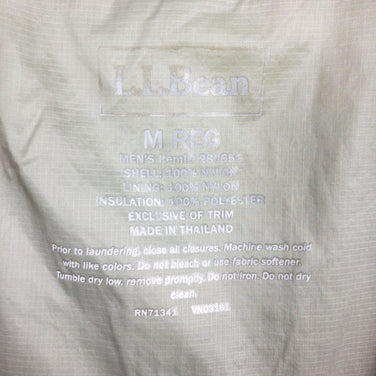 L.L.Bean
M REG
MEN'S Item:
SHELL: 100% NYLON
LINING: 100% NYLON
INSULATION: 100% POLYESTER
EXCLUSIVE OF TRIM
MADE IN THAILAND
Prior to laundering, close all closures. Machine wash cold
with like colors. Do not bleach or use fabric softener.
Tumble dry low, remove promptly. Do not iron. Do not dry
clean.
RN71341 VN03161